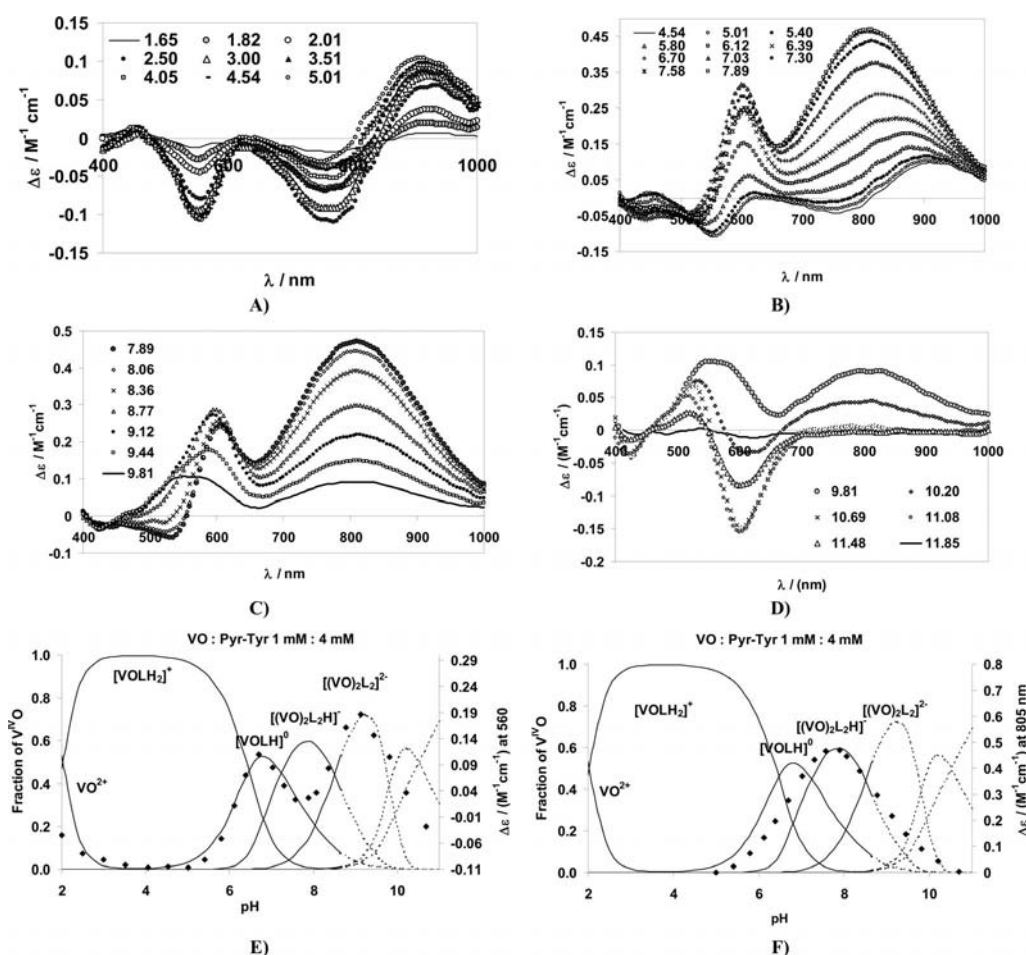 0.15
1.65 1.82 2.01
2.50 3.00 3.51
4.05 4.54 5.01
0.1
0.05
0
400 600 800 1000
-0.05
-0.1
-0.15
Δε / M⁻¹ cm⁻¹
λ / nm
A)
4.54 5.01 5.40
5.80 6.12 6.39
6.70 7.03 7.30
7.58 7.89
0.45
0.35
0.25
0.15
0.05
-0.05
-0.15
400 500 600 700 800 900 1000
Δε / M⁻¹cm⁻¹
λ / nm
B)
0.5
0.4
0.3
0.2
0.1
0
-0.1
7.89
8.06
8.36
8.77
9.12
9.44
9.81
400 500 600 700 800 900 1000
Δε / M⁻¹cm⁻¹
λ / nm
C)
0.15
0.1
0.05
0
-0.05
-0.1
-0.15
-0.2
400 500 600 700 800 900 1000
9.81 10.20
10.69 11.08
11.48 11.85
Δε / M⁻¹cm⁻¹)
λ / (nm)
D)
VO : Pyr-Tyr 1 mM : 4 mM
1.0
0.8
0.6
0.4
0.2
0.0
Fraction of VᴵⱽO
[VOLH₂]⁺
VO²⁺
[VOLH]⁰
[(VO)₂L₂H]⁻
[(VO)₂L₂]²⁻
0.29
0.24
0.19
0.14
0.09
0.04
-0.01
-0.06
-0.11
Δε / (M⁻¹cm⁻¹) at 560
2 4 6 8 10
pH
E)
VO : Pyr-Tyr 1 mM : 4 mM
1.0
0.8
0.6
0.4
0.2
0.0
Fraction of VᴵⱽO
[VOLH₂]⁺
VO²⁺
[VOLH]⁰
[(VO)₂L₂H]⁻
[(VO)₂L₂]²⁻
0.8
0.7
0.6
0.5
0.4
0.3
0.2
0.1
0
Δε / (M⁻¹cm⁻¹) at 805 nm
2 4 6 8 10
pH
F)